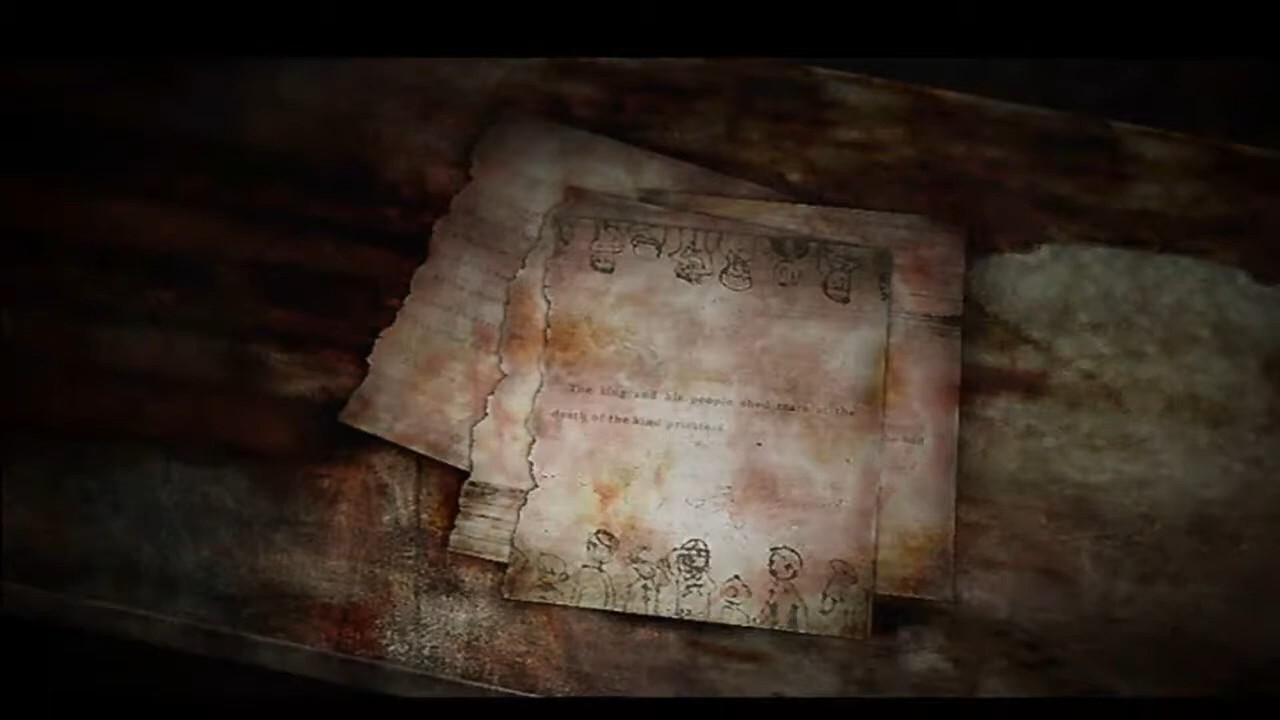 The king and his people shed tears at the
death of the kind priestess